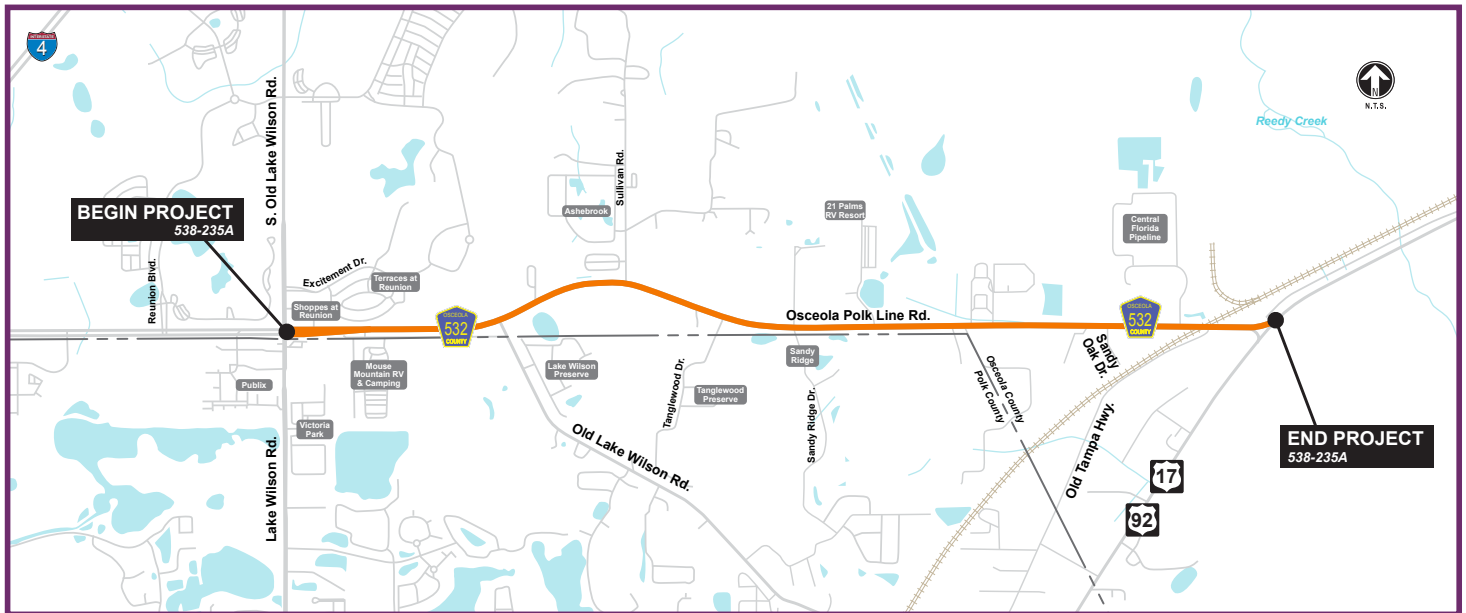 INTERSTATE
4
S. Old Lake Wilson Rd.
N
N.T.S.
Reedy Creek
BEGIN PROJECT
538-235A
Sullivan Rd.
Ashebrook
21 Palms
RV Resort
Central
Florida
Pipeline
Reunion Blvd.
Excitement Dr.
Terraces at
Reunion
Shoppes at
Reunion
OSCEOLA
532
COUNTY
Osceola Polk Line Rd.
OSCEOLA
532
COUNTY
Sandy
Oak Dr.
Publix
Mouse
Mountain RV
& Camping
Lake Wilson
Preserve
Tanglewood Dr.
Tanglewood
Preserve
Sandy
Ridge
Sandy Ridge Dr.
Osceola County
Polk County
Victoria
Park
Lake Wilson Rd.
Old Lake Wilson Rd.
Old Tampa Hwy.
END PROJECT
538-235A
17
92